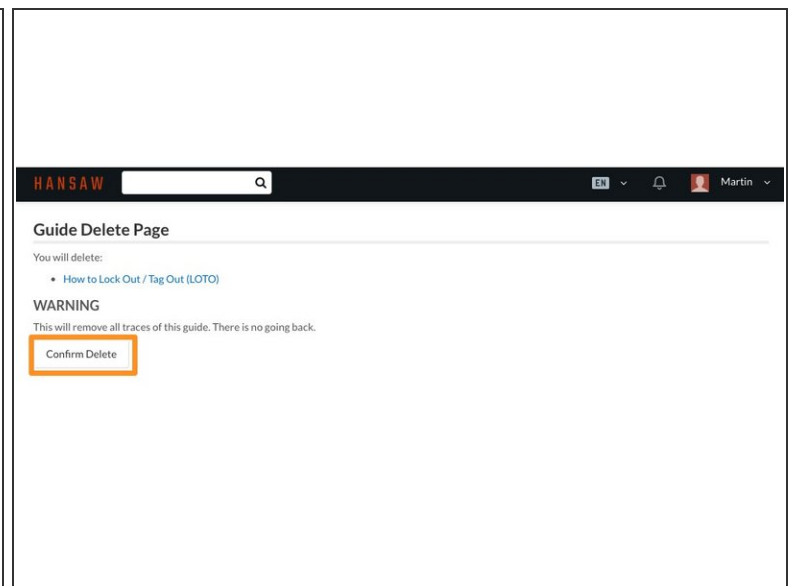 HANSAW
EN
Martin
Guide Delete Page
You will delete:
• How to Lock Out / Tag Out (LOTO)
WARNING
This will remove all traces of this guide. There is no going back.
Confirm Delete